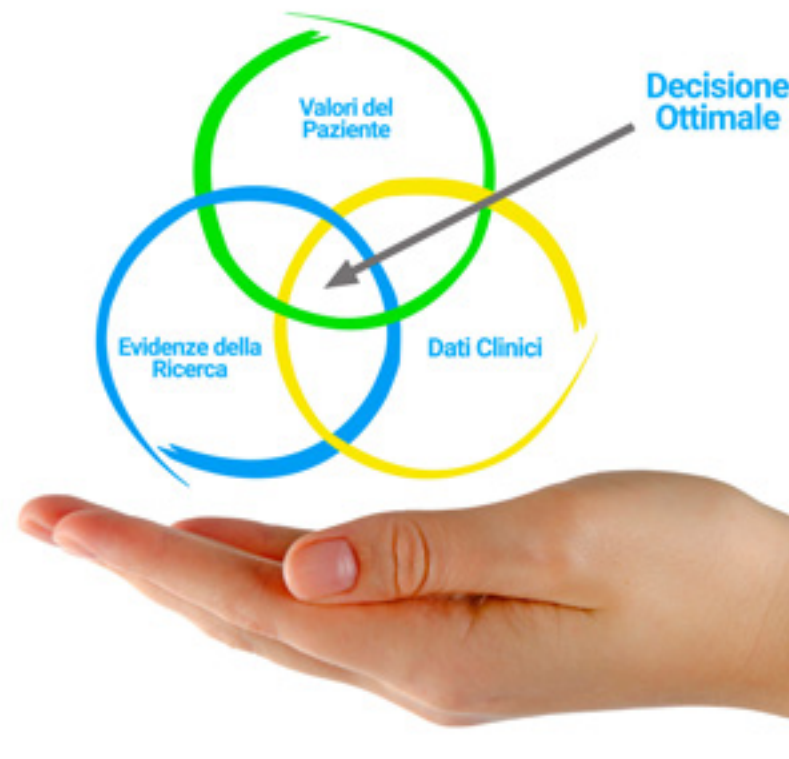 Valori del
Paziente
Decisione
Ottimale
Evidenze della
Ricerca
Dati Clinici